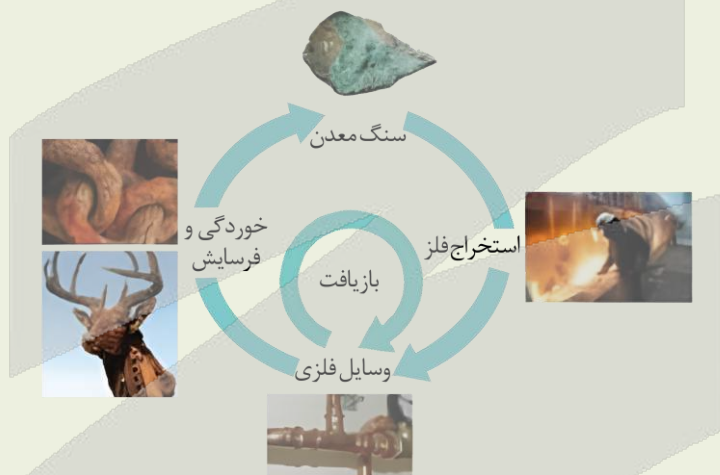 سنگ معدن
استخراج فلز
خوردگی و
فرسایش
بازیافت
وسایل فلزی